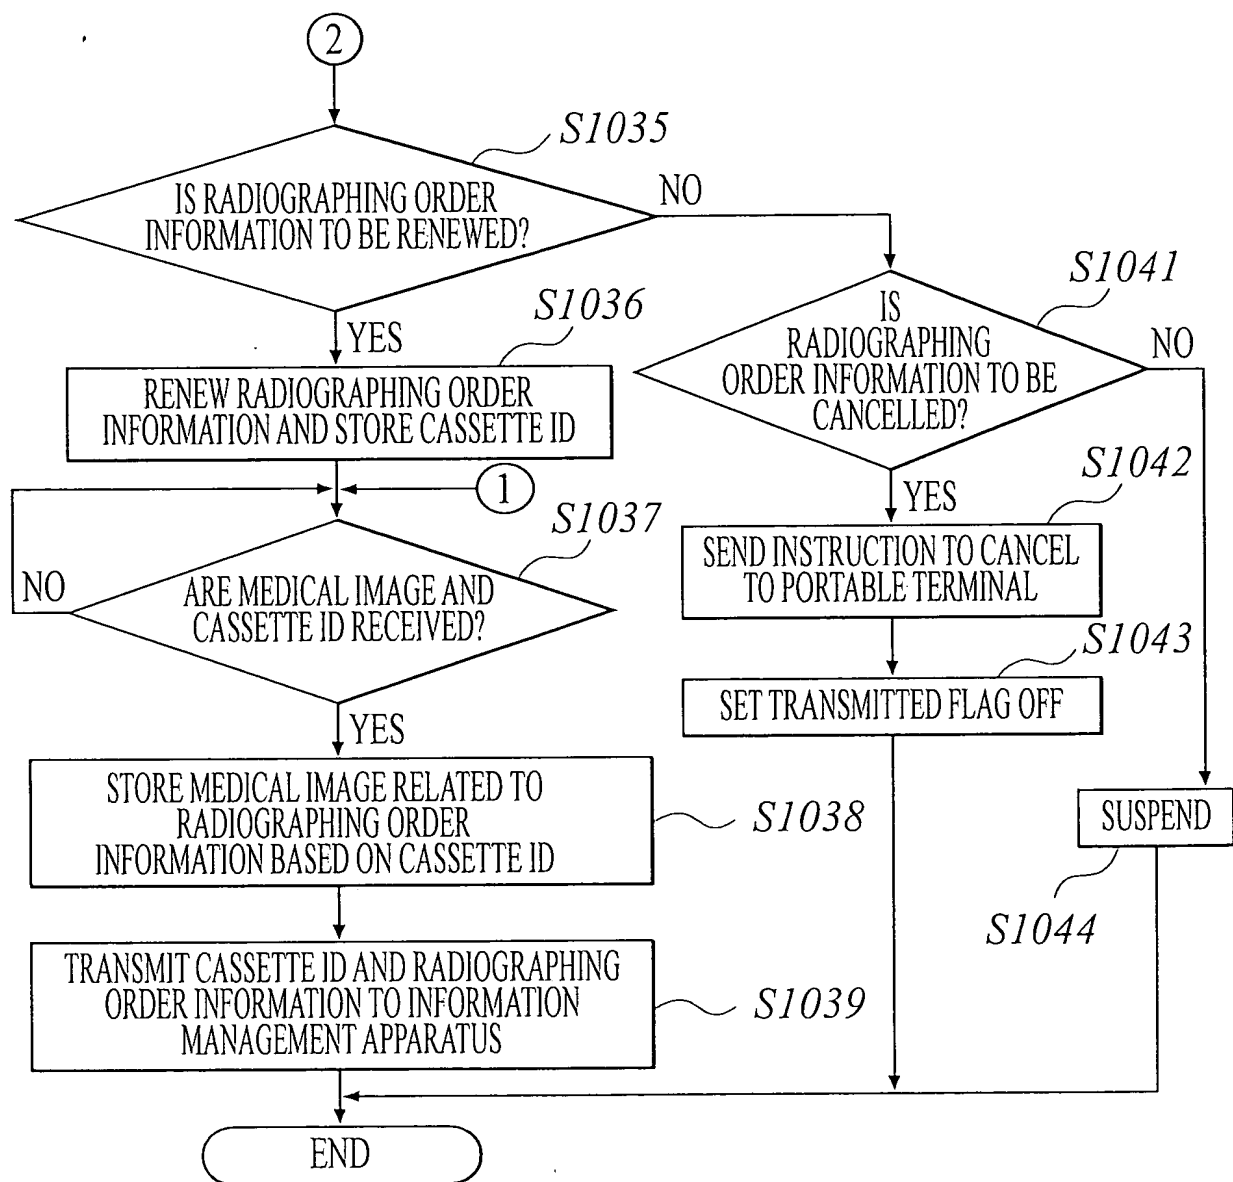 2
S1035
IS RADIOGRAPHING ORDER
INFORMATION TO BE RENEWED?
NO
YES
S1036
RENEW RADIOGRAPHING ORDER
INFORMATION AND STORE CASSETTE ID
1
S1037
NO
ARE MEDICAL IMAGE AND
CASSETTE ID RECEIVED?
YES
STORE MEDICAL IMAGE RELATED TO
RADIOGRAPHING ORDER
INFORMATION BASED ON CASSETTE ID
S1038
TRANSMIT CASSETTE ID AND RADIOGRAPHING
ORDER INFORMATION TO INFORMATION
MANAGEMENT APPARATUS
S1039
S1041
IS
RADIOGRAPHING
ORDER INFORMATION TO BE
CANCELLED?
NO
YES
S1042
SEND INSTRUCTION TO CANCEL
TO PORTABLE TERMINAL
S1043
SET TRANSMITTED FLAG OFF
SUSPEND
S1044
END